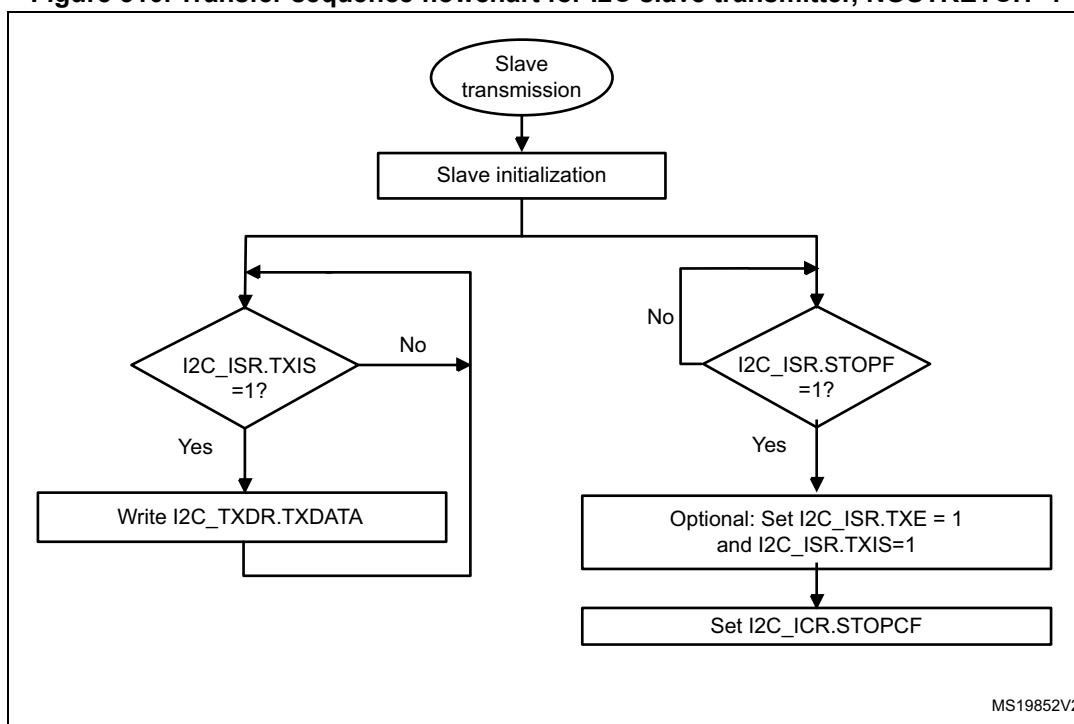 Slave
transmission
Slave initialization
No
No
I2C_ISR.TXIS
=1?
I2C_ISR.STOPF
=1?
Yes
Yes
Write I2C_TXDR.TXDATA
Optional: Set I2C_ISR.TXE = 1
and I2C_ISR.TXIS=1
Set I2C_ICR.STOPCF
MS19852V2